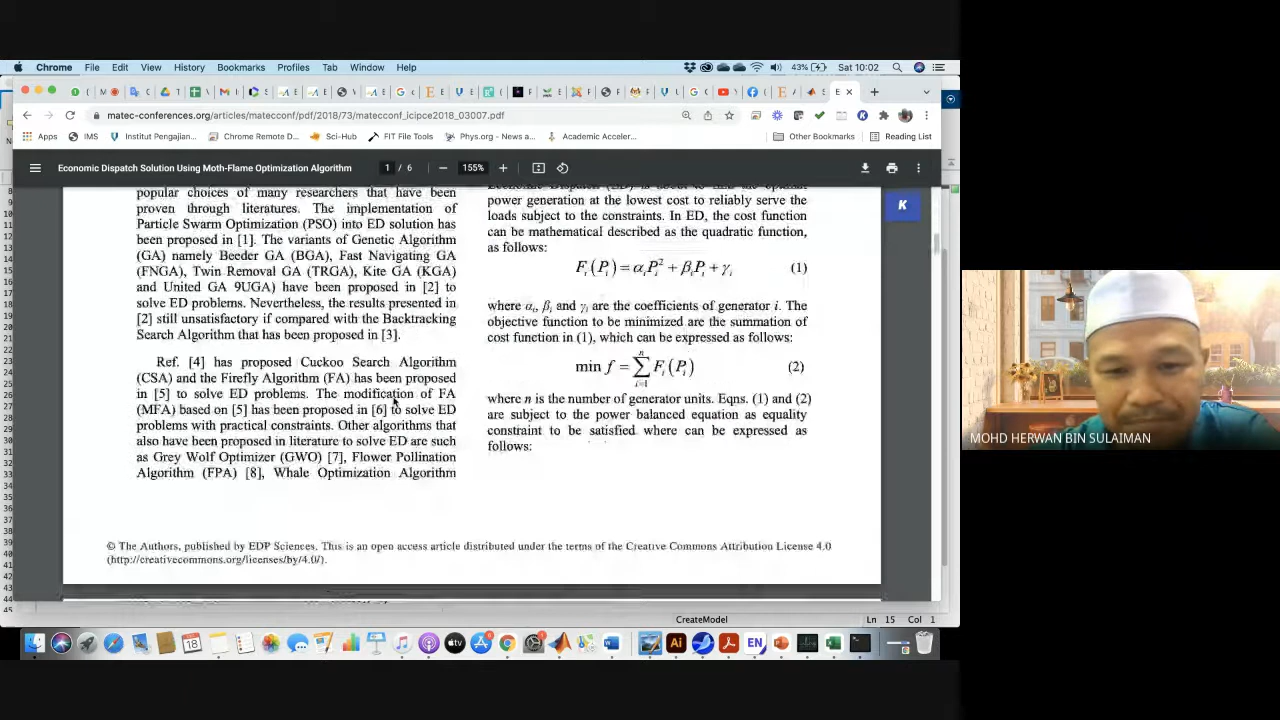 Chrome File Edit View History Bookmarks Profiles Tab Window Help
43% Sat 10:02
matec-conferences.org/articles/matecconf/pdf/2018/73/matecconf_icipce2018_03007.pdf
Apps IMS Institut Pengajian... Chrome Remote D... Sci-Hub FIT File Tools Phys.org - News a... Academic Acceler... Other Bookmarks Reading List
Economic Dispatch Solution Using Moth-Flame Optimization Algorithm 1 / 6 155%
K
popular choices of many researchers that have been
proven through literatures. The implementation of
Particle Swarm Optimization (PSO) into ED solution has
been proposed in [1]. The variants of Genetic Algorithm
(GA) namely Beeder GA (BGA), Fast Navigating GA
(FNGA), Twin Removal GA (TRGA), Kite GA (KGA)
and United GA 9UGA) have been proposed in [2] to
solve ED problems. Nevertheless, the results presented in
[2] still unsatisfactory if compared with the Backtracking
Search Algorithm that has been proposed in [3].
Ref. [4] has proposed Cuckoo Search Algorithm
(CSA) and the Firefly Algorithm (FA) has been proposed
in [5] to solve ED problems. The modification of FA
(MFA) based on [5] has been proposed in [6] to solve ED
problems with practical constraints. Other algorithms that
also have been proposed in literature to solve ED are such
as Grey Wolf Optimizer (GWO) [7], Flower Pollination
Algorithm (FPA) [8], Whale Optimization Algorithm
power generation at the lowest cost to reliably serve the
loads subject to the constraints. In ED, the cost function
can be mathematical described as the quadratic function,
as follows:
F_i(P_i) = α_i P_i² + β_i P_i + γ_i (1)
where α_i, β_i and γ_i are the coefficients of generator i. The
objective function to be minimized are the summation of
cost function in (1), which can be expressed as follows:
min f = Σ_{i=1}^{n} F_i(P_i) (2)
where n is the number of generator units. Eqns. (1) and (2)
are subject to the power balanced equation as equality
constraint to be satisfied where can be expressed as
follows:
© The Authors, published by EDP Sciences. This is an open access article distributed under the terms of the Creative Commons Attribution License 4.0
(http://creativecommons.org/licenses/by/4.0/).
CreateModel Ln 15 Col 1
MOHD HERWAN BIN SULAIMAN